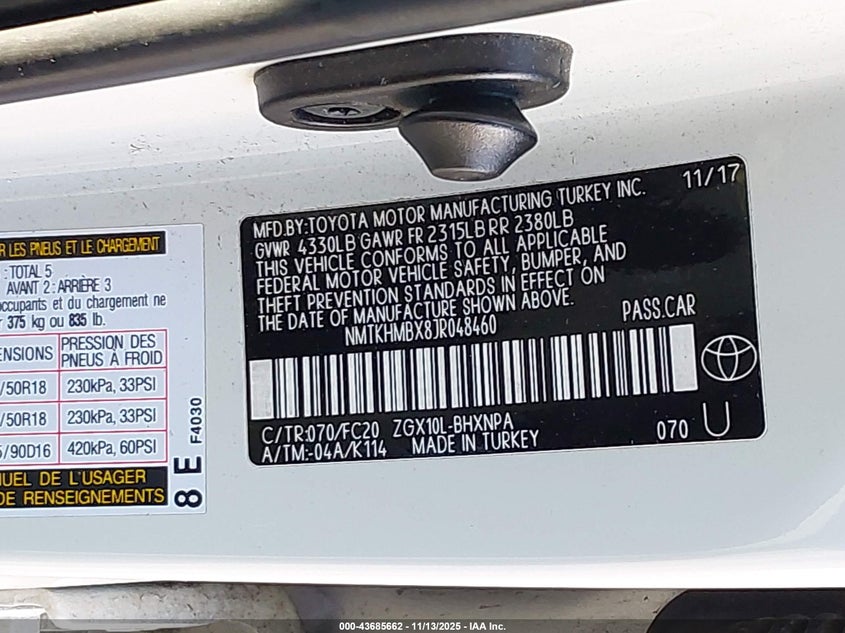 R LES PNEUS ET LE CHARGEMENT
: TOTAL 5
AVANT 2 : ARRIÈRE 3
occupants et du chargement ne
r 375 kg ou 835 lb.
ENSIONS
PRESSION DES
PNEUS À FROID
/50R18
230kPa, 33PSI
/50R18
230kPa, 33PSI
/90D16
420kPa, 60PSI
UEL DE L'USAGER
DE RENSEIGNEMENTS
8 E F4030
MFD.BY:TOYOTA MOTOR MANUFACTURING TURKEY INC. 11/17
GVWR 4330LB GAWR FR 2315LB RR 2380LB
THIS VEHICLE CONFORMS TO ALL APPLICABLE
FEDERAL MOTOR VEHICLE SAFETY, BUMPER, AND
THEFT PREVENTION STANDARDS IN EFFECT ON
THE DATE OF MANUFACTURE SHOWN ABOVE.
NMTKHMBX8JR048460 PASS.CAR
C/TR:070/FC20 ZGX10L-BHXNPA
A/TM:-04A/K114 MADE IN TURKEY
070 U
000-43685662 - 11/13/2025 - IAA Inc.